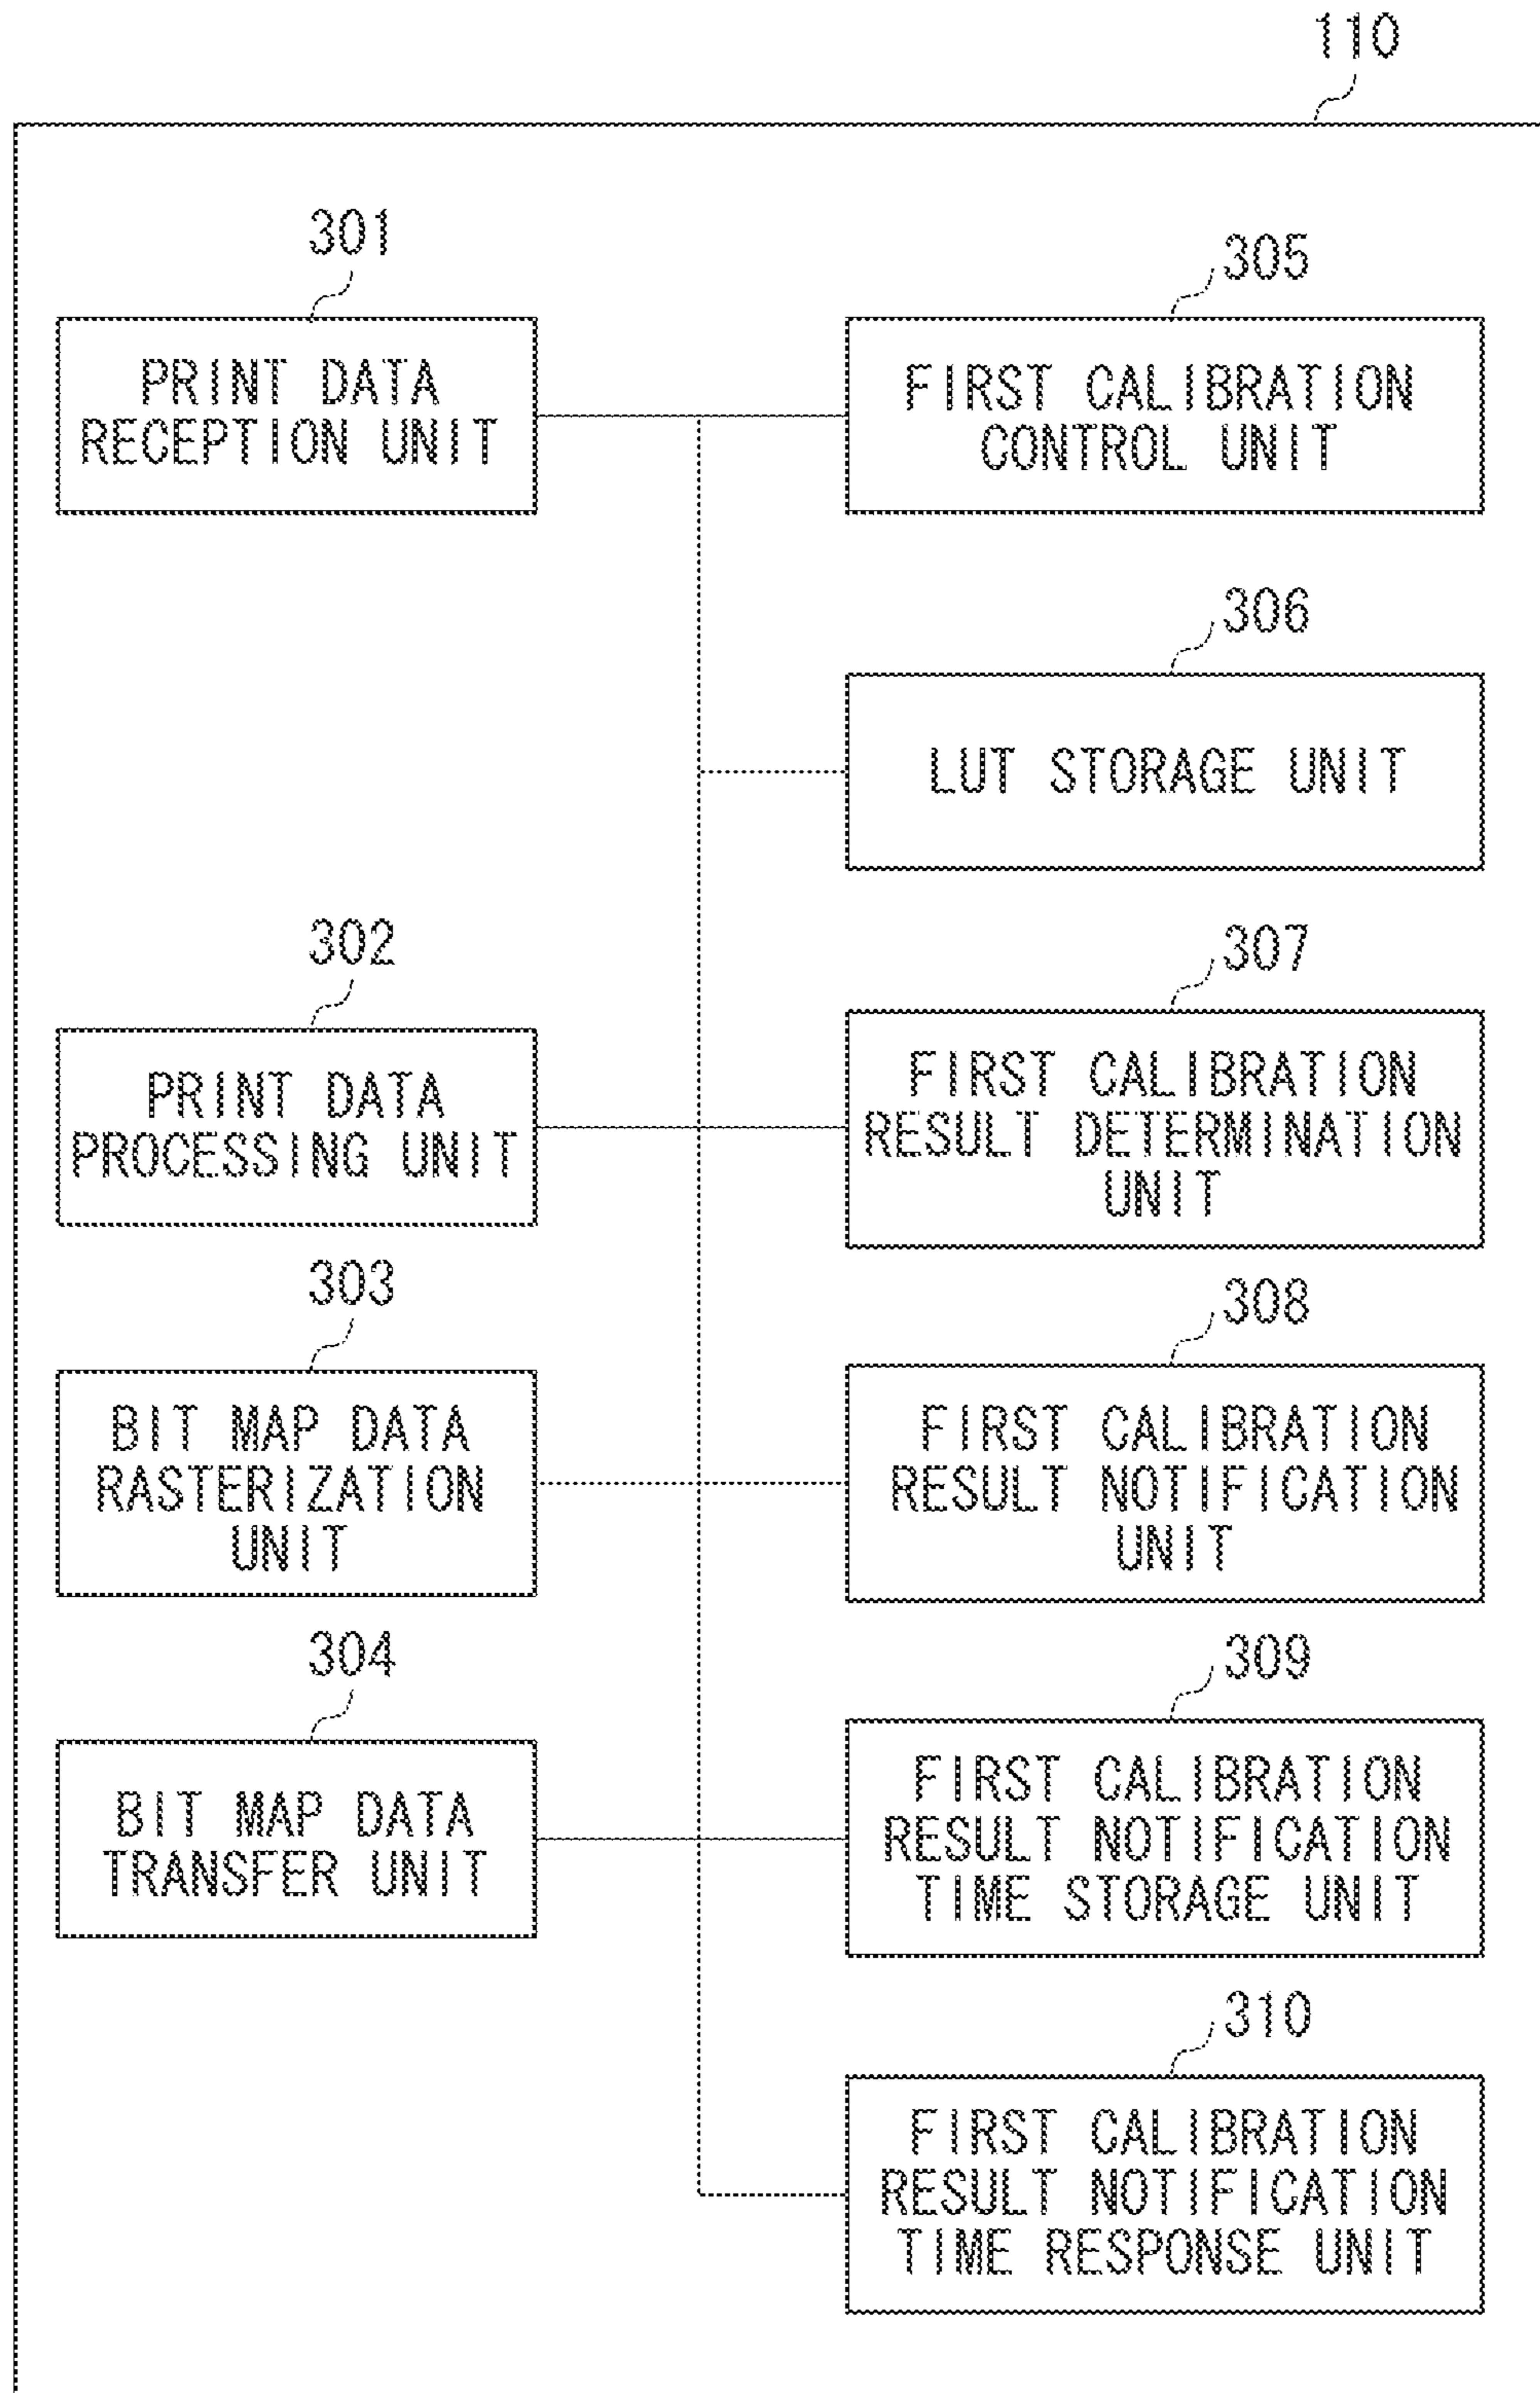 110
301
PRINT DATA
RECEPTION UNIT
305
FIRST CALIBRATION
CONTROL UNIT
306
LUT STORAGE UNIT
302
PRINT DATA
PROCESSING UNIT
307
FIRST CALIBRATION
RESULT DETERMINATION
UNIT
303
BIT MAP DATA
RASTERIZATION
UNIT
308
FIRST CALIBRATION
RESULT NOTIFICATION
UNIT
304
BIT MAP DATA
TRANSFER UNIT
309
FIRST CALIBRATION
RESULT NOTIFICATION
TIME STORAGE UNIT
310
FIRST CALIBRATION
RESULT NOTIFICATION
TIME RESPONSE UNIT